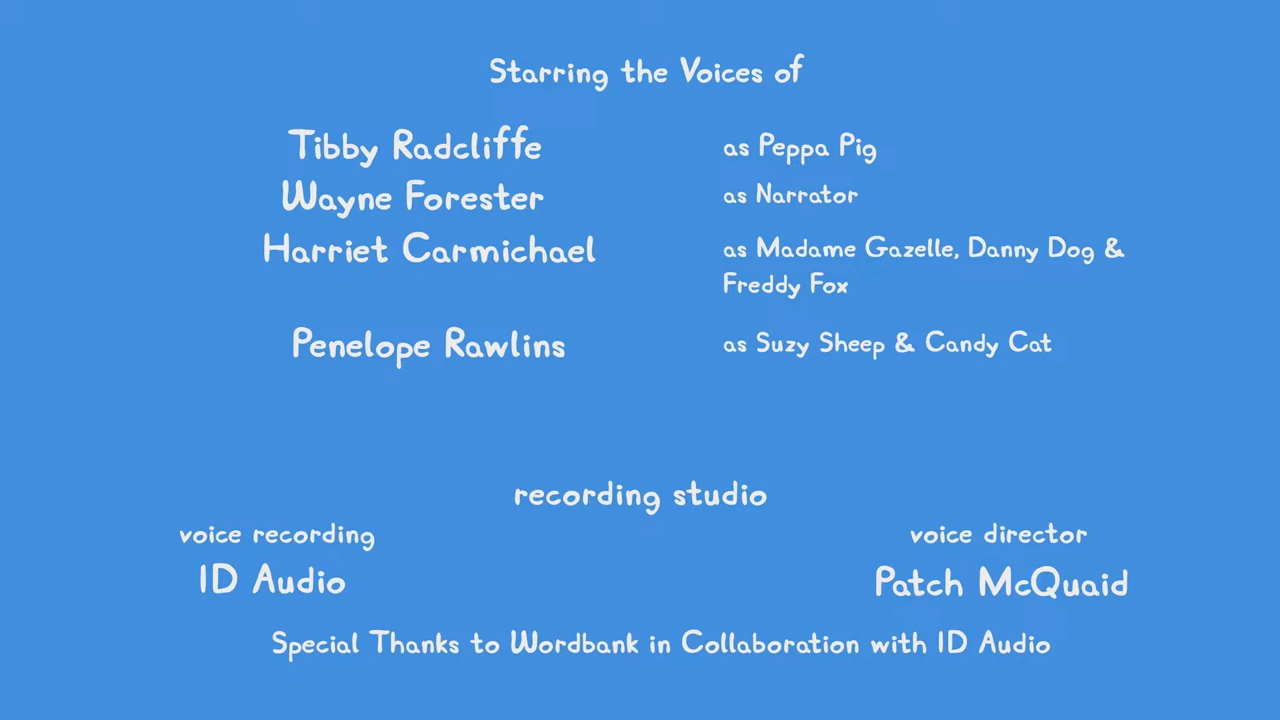 Starring the Voices of
Tibby Radcliffe as Peppa Pig
Wayne Forester as Narrator
Harriet Carmichael as Madame Gazelle, Danny Dog &
Freddy Fox
Penelope Rawlins as Suzy Sheep & Candy Cat
recording studio
voice recording voice director
ID Audio Patch McQuaid
Special Thanks to Wordbank in Collaboration with ID Audio